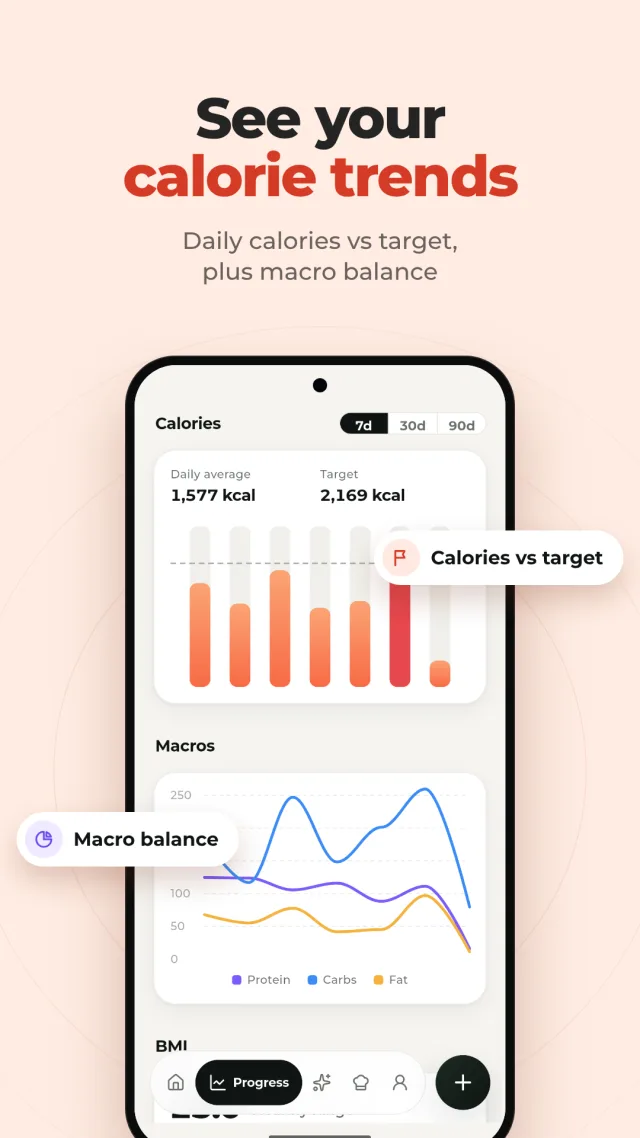 See your
calorie trends
Daily calories vs target,
plus macro balance
Calories
7d 30d 90d
Daily average
Target
1,577 kcal
2,169 kcal
Calories vs target
Macros
250
Macro balance
100
50
0
Protein
Carbs
Fat
BMI
Progress